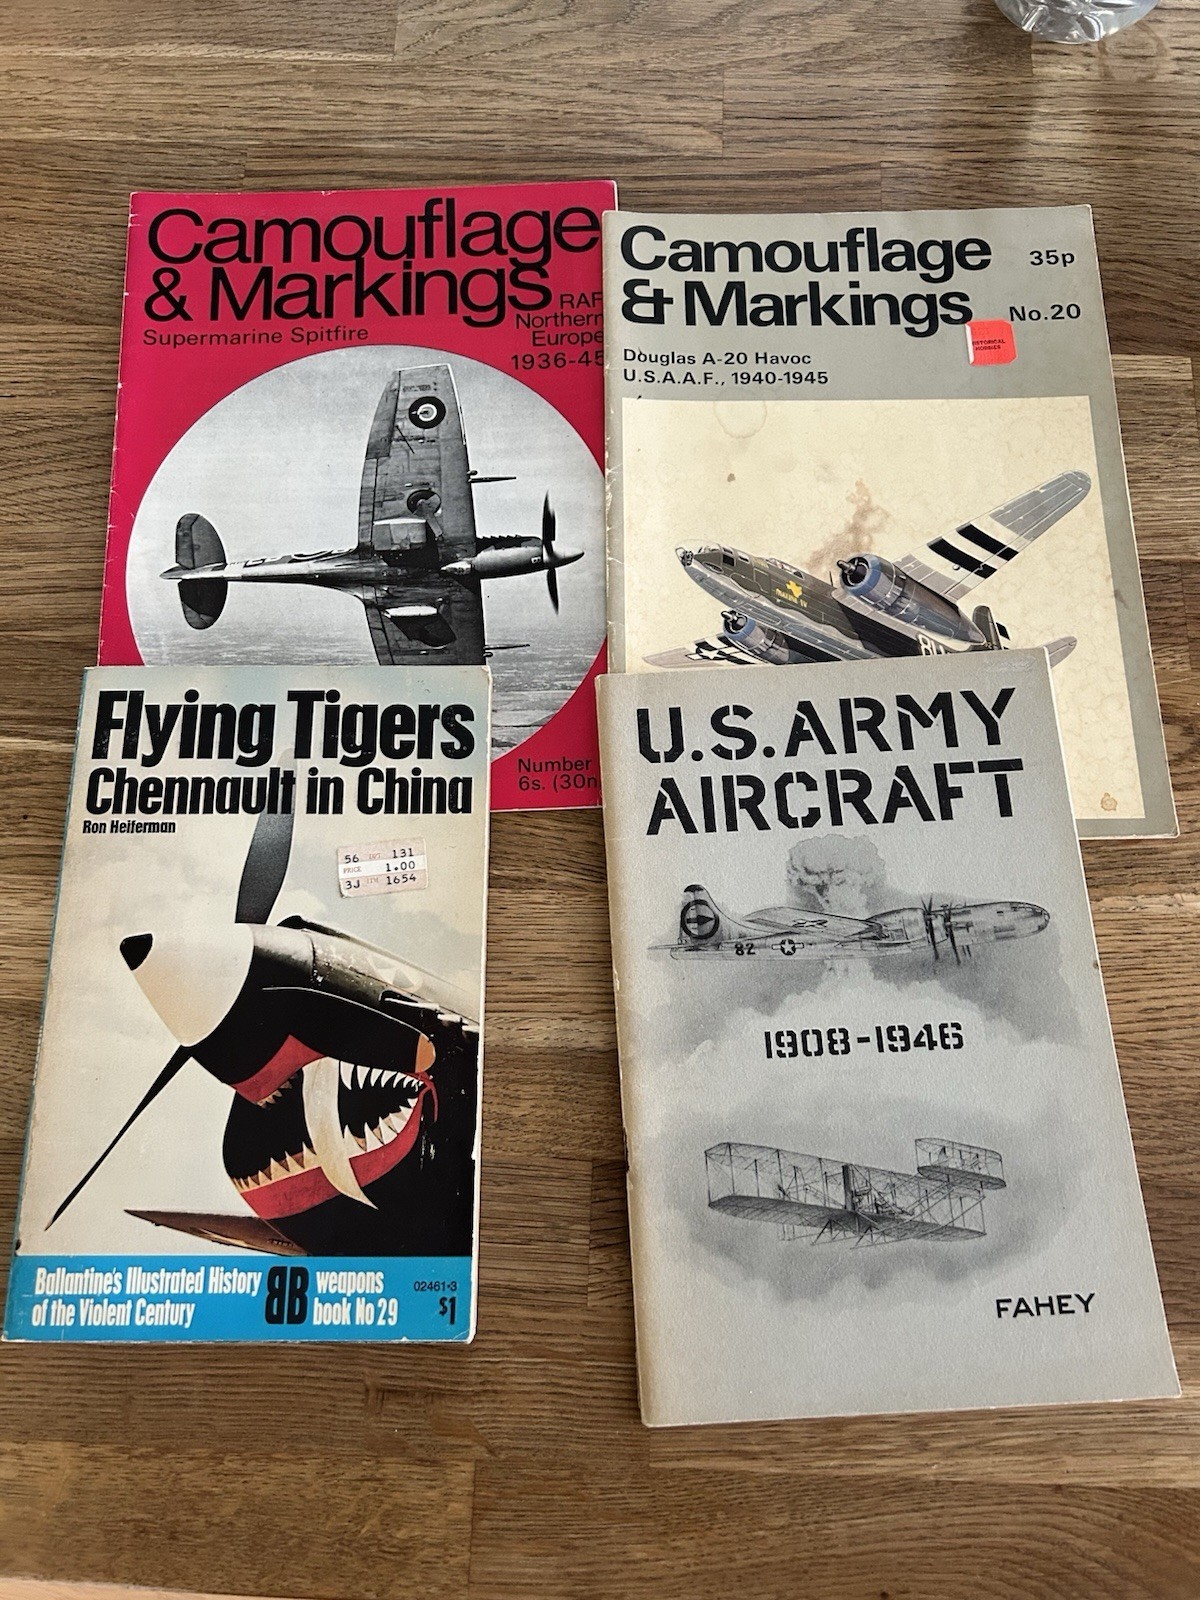 Camouflage
& Markings
Supermarine Spitfire
RAF
Northern
Europe
1936-45
Number
6s. (30n
Camouflage
& Markings
35p
No.20
HISTORICAL
HOBBIES
Douglas A-20 Havoc
U.S.A.A.F., 1940-1945
Flying Tigers
Chennault in China
Ron Heiferman
56 131
PRICE 1.00
3J 1654
Ballantine's Illustrated History
of the Violent Century
BB
weapons
book No 29
02461·3
$1
U.S. ARMY
AIRCRAFT
82
1908-1946
FAHEY